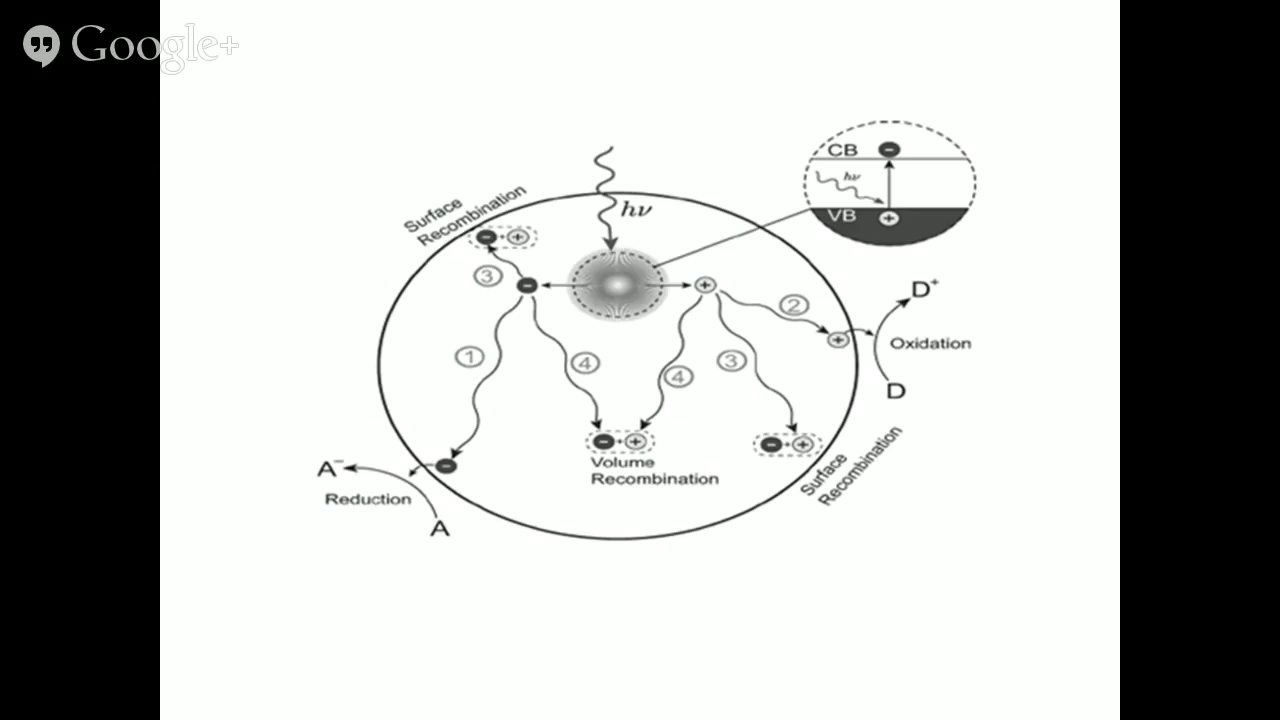 Google+
CB
hν
VB
Surface
Recombination
hν
- + +
3
-
+
2
D+
+
Oxidation
1
4
4
3
D
- + +
- + +
Volume
Recombination
Surface
Recombination
A−
-
Reduction
A